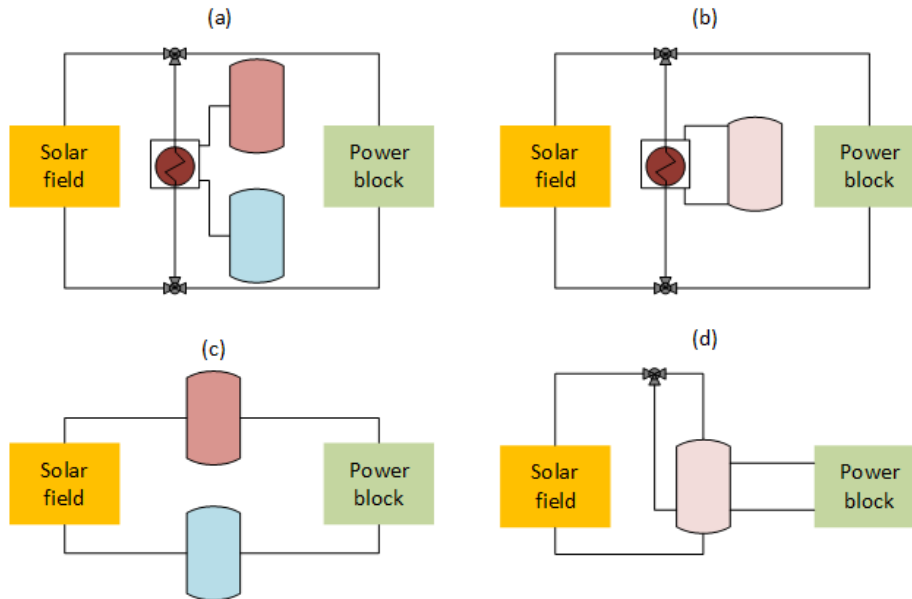 (a)
Solar
field
Power
block
(b)
Solar
field
Power
block
(c)
Solar
field
Power
block
(d)
Solar
field
Power
block